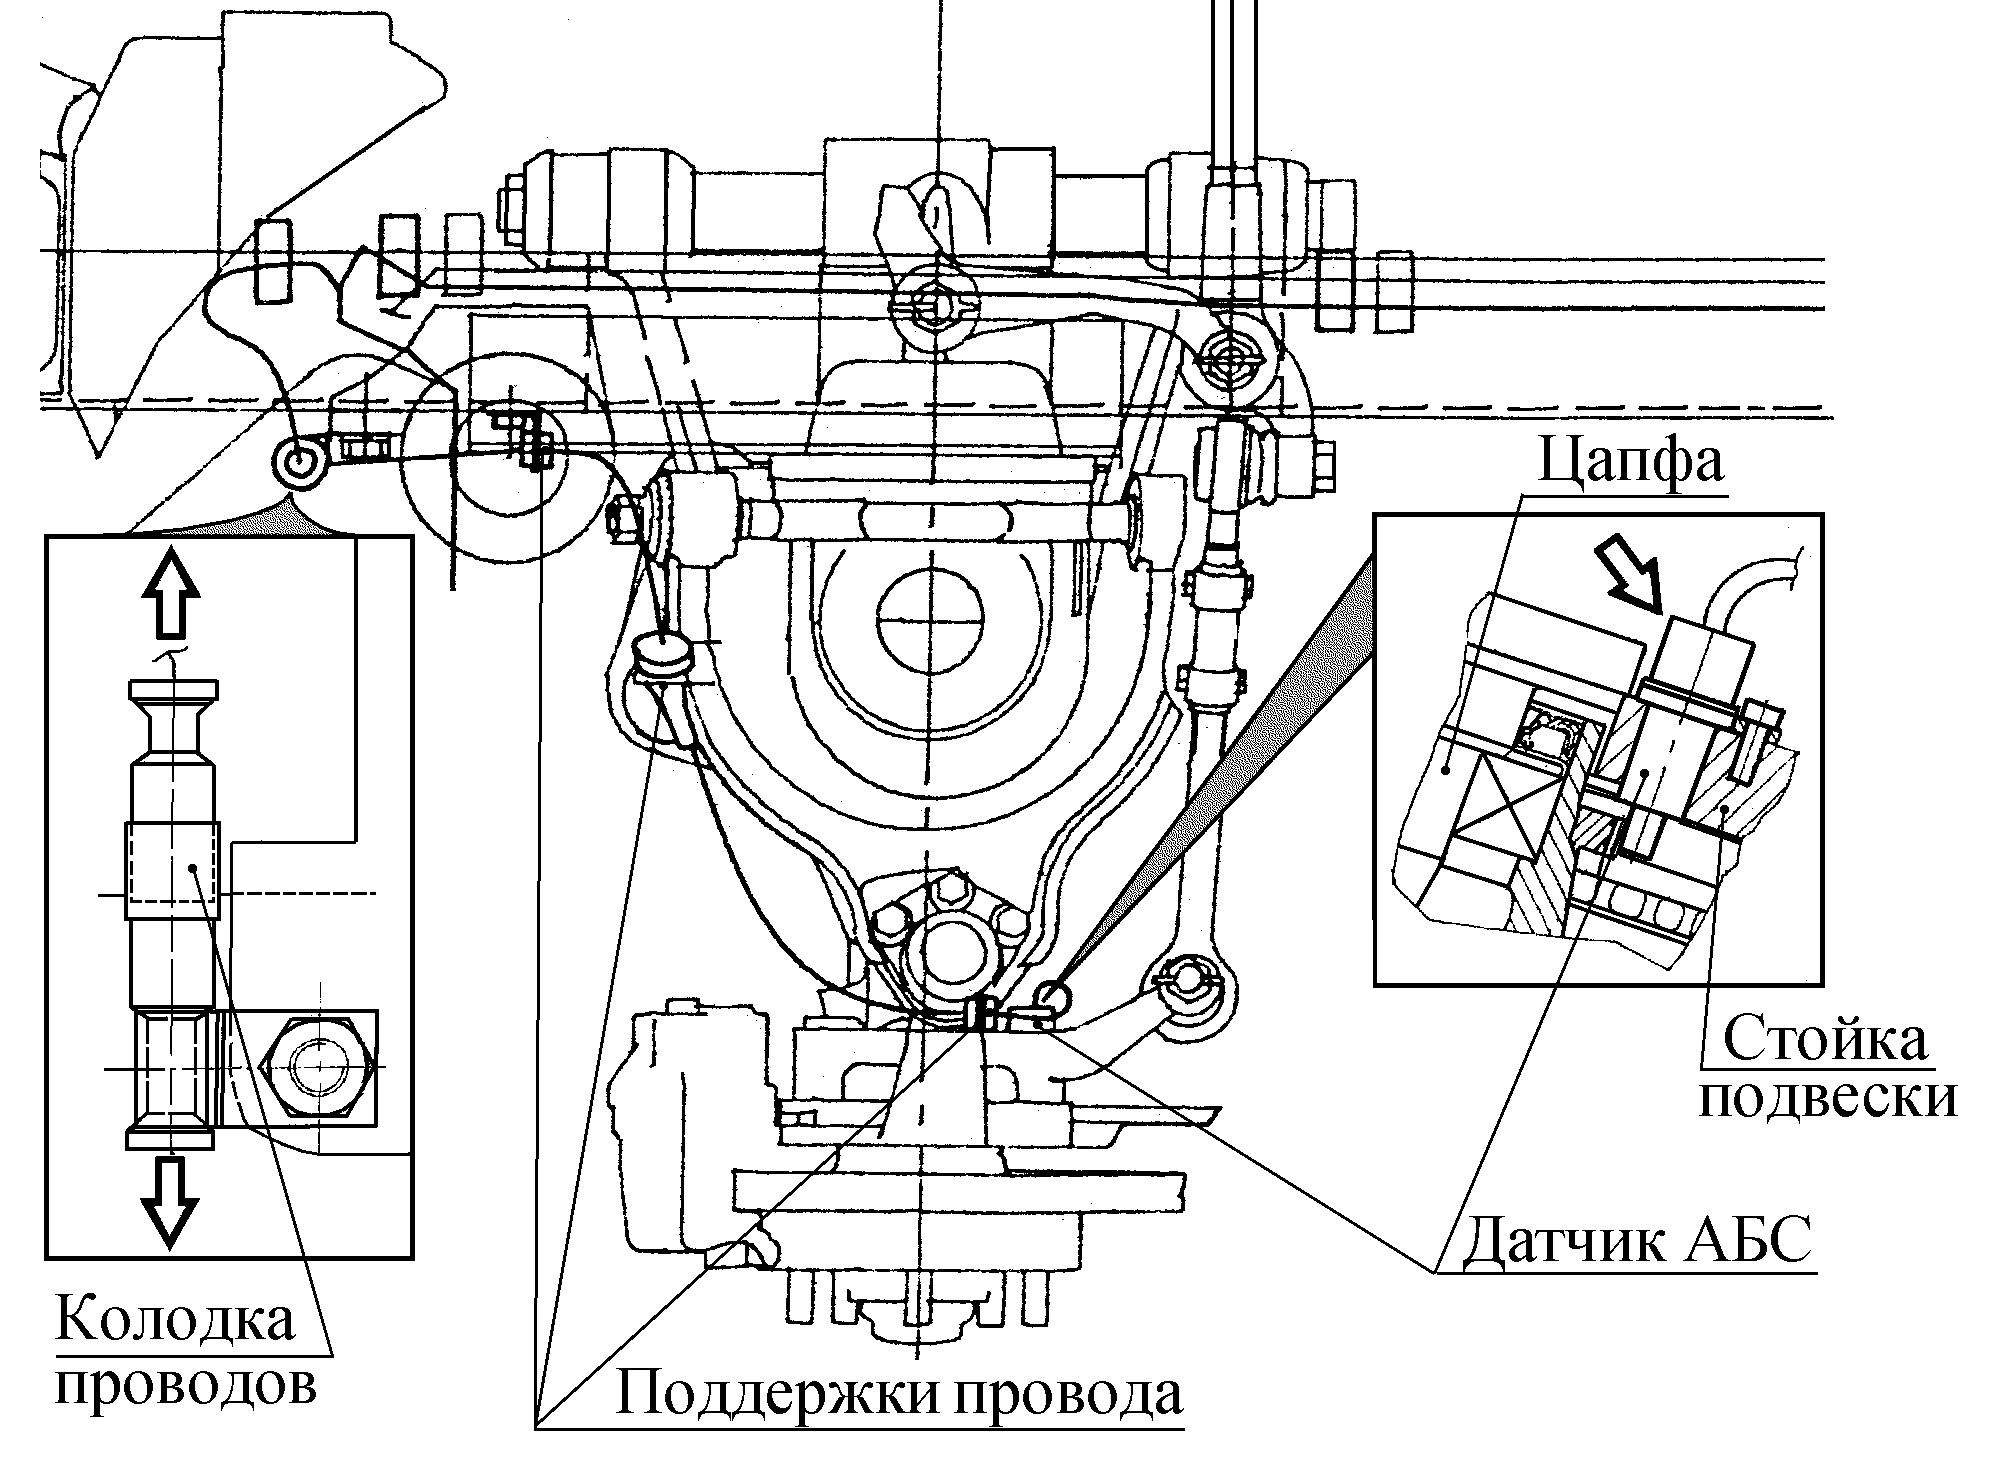 Цапфа
Стойка
подвески
Датчик АБС
Колодка
проводов
Поддержки провода